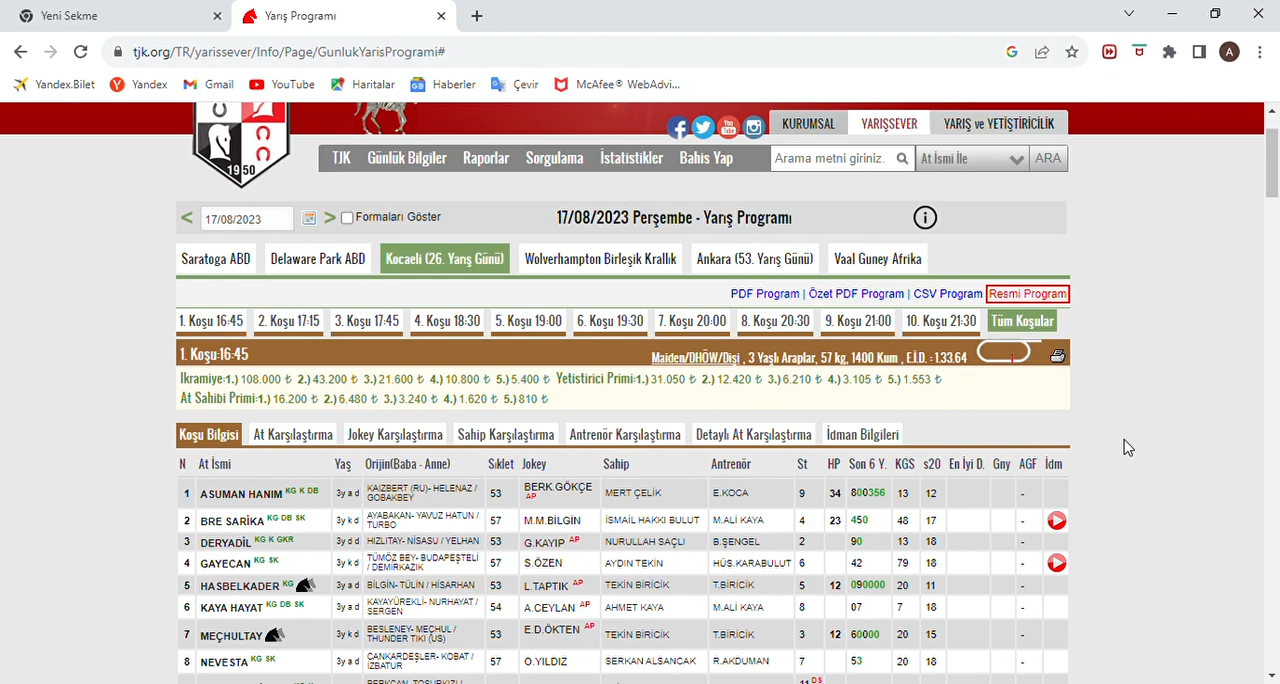 Yeni Sekme
Yarış Programı
tjk.org/TR/yarissever/Info/Page/GunlukYarisProgrami#
A
Yandex.Bilet Yandex Gmail YouTube Haritalar Haberler Çevir McAfee® WebAdvi...
1950
KURUMSAL YARIŞSEVER YARIŞ ve YETİŞTİRİCİLİK
TJK Günlük Bilgiler Raporlar Sorgulama İstatistikler Bahis Yap Arama metni giriniz. At İsmi İle ARA
< 17/08/2023 > Formaları Göster 17/08/2023 Perşembe - Yarış Programı
Saratoga ABD Delaware Park ABD Kocaeli (26. Yarış Günü) Wolverhampton Birleşik Krallık Ankara (53. Yarış Günü) Vaal Guney Afrika
PDF Program | Özet PDF Program | CSV Program Resmi Program
1. Koşu 16:45 2. Koşu 17:15 3. Koşu 17:45 4. Koşu 18:30 5. Koşu 19:00 6. Koşu 19:30 7. Koşu 20:00 8. Koşu 20:30 9. Koşu 21:00 10. Koşu 21:30 Tüm Koşular
1. Koşu:16:45 Maiden/DHÖW/Dişi , 3 Yaşlı Araplar, 57 kg, 1400 Kum , E.İ.D. : 1.33.64
İkramiye:1.) 108.000 ₺ 2.) 43.200 ₺ 3.) 21.600 ₺ 4.) 10.800 ₺ 5.) 5.400 ₺ Yetistirici Primi:1.) 31.050 ₺ 2.) 12.420 ₺ 3.) 6.210 ₺ 4.) 3.105 ₺ 5.) 1.553 ₺
At Sahibi Primi:1.) 16.200 ₺ 2.) 6.480 ₺ 3.) 3.240 ₺ 4.) 1.620 ₺ 5.) 810 ₺
Koşu Bilgisi At Karşılaştırma Jokey Karşılaştırma Sahip Karşılaştırma Antrenör Karşılaştırma Detaylı At Karşılaştırma İdman Bilgileri
N At İsmi Yaş Orijin(Baba - Anne) Sıklet Jokey Sahip Antrenör St HP Son 6 Y. KGS s20 En İyi D. Gny AGF İdm
1 ASUMAN HANIM KG K DB 3y a d KAIZBERT (RU)- HELENAZ / GOBAKBEY 53 BERK.GÖKÇE AP MERT ÇELİK E.KOCA 9 34 800356 13 12 -
2 BRE SARİKA KG DB SK 3y k d AYABAKAN- YAVUZ HATUN / TURBO 57 M.M.BİLGİN İSMAİL HAKKI BULUT M.ALİ KAYA 4 23 450 48 17 -
3 DERYADİL KG K GKR 3y k d HIZLITAY- NİSASU / YELHAN 53 G.KAYIP AP NURULLAH SAÇLI B.ŞENGEL 2 90 13 18 -
4 GAYECAN KG SK 3y k d TÜMÖZ BEY- BUDAPEŞTELİ / DEMİRKAZIK 57 S.ÖZEN AYDIN TEKİN HÜS.KARABULUT 6 42 79 18 -
5 HASBELKADER KG 3y a d BİLGİN- TÜLİN / HİSARHAN 53 L.TAPTIK AP TEKİN BİRİCİK T.BİRİCİK 5 12 090000 20 11 -
6 KAYA HAYAT KG DB SK 3y a d KAYAYÜREKLİ- NURHAYAT / SERGEN 54 A.CEYLAN AP AHMET KAYA M.ALİ KAYA 8 07 7 18 -
7 MEÇHULTAY 3y k d BESLENEY- MEÇHUL / THUNDER TIKI (US) 53 E.D.ÖKTEN AP TEKİN BİRİCİK T.BİRİCİK 3 12 60000 20 15 -
8 NEVESTA KG SK 3y a d CANKARDEŞLER- KOBAT / İZBATUR 57 O.YILDIZ SERKAN ALSANCAK R.AKDUMAN 7 53 20 18 -
11 DS